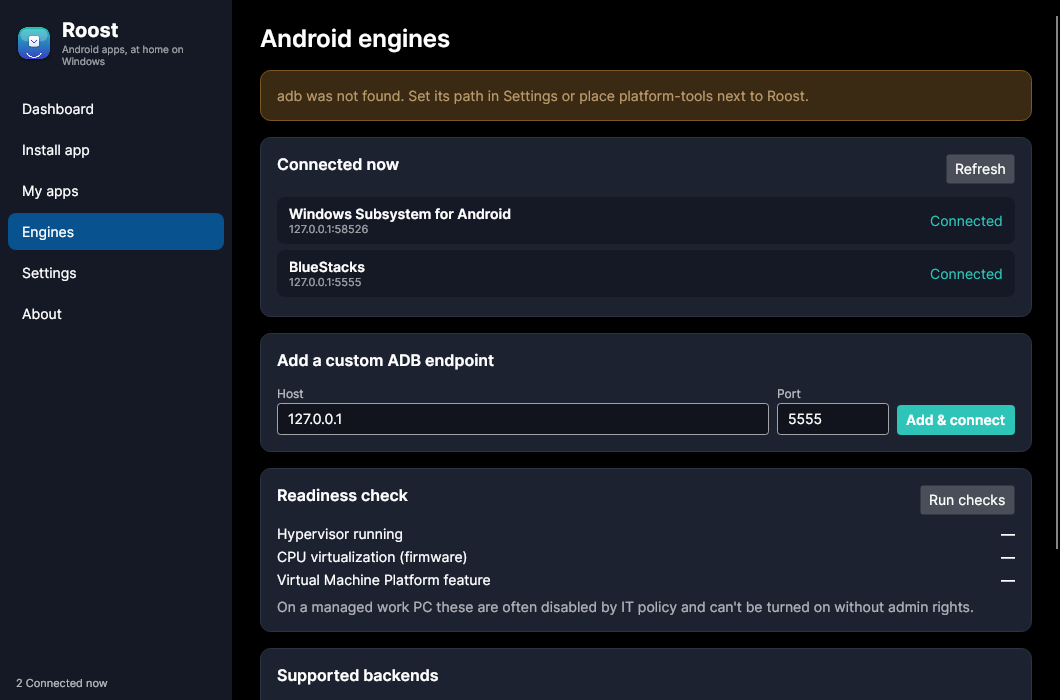 Roost
Android apps, at home on
Windows
Dashboard
Install app
My apps
Engines
Settings
About
2 Connected now
Android engines
adb was not found. Set its path in Settings or place platform-tools next to Roost.
Connected now
Refresh
Windows Subsystem for Android
127.0.0.1:58526
Connected
BlueStacks
127.0.0.1:5555
Connected
Add a custom ADB endpoint
Host
Port
127.0.0.1
5555
Add & connect
Readiness check
Run checks
Hypervisor running —
CPU virtualization (firmware) —
Virtual Machine Platform feature —
On a managed work PC these are often disabled by IT policy and can't be turned on without admin rights.
Supported backends